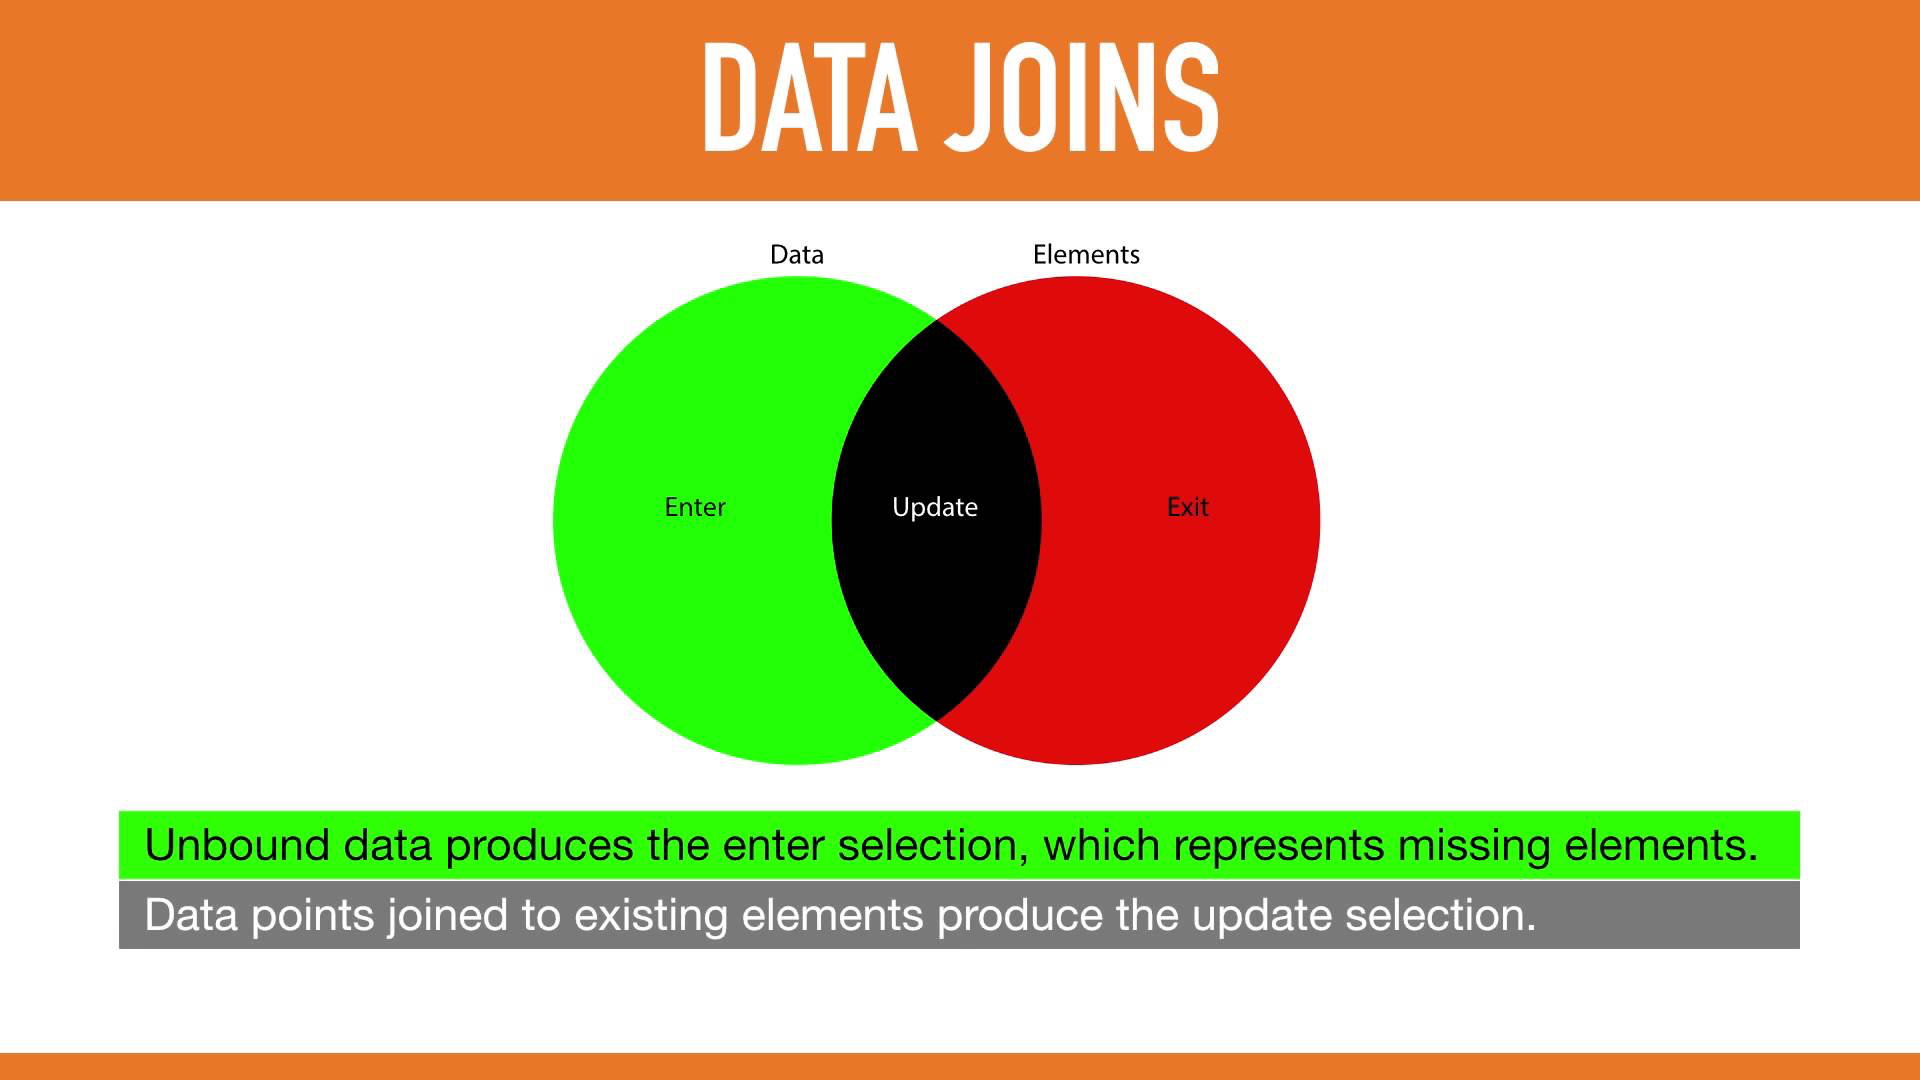 DATA JOINS
Data
Elements
Enter
Update
Exit
Unbound data produces the enter selection, which represents missing elements.
Data points joined to existing elements produce the update selection.